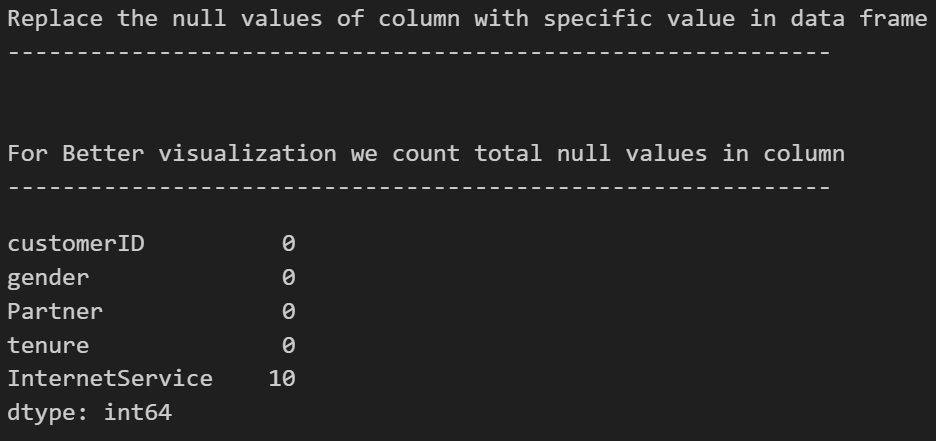 Replace the null values of column with specific value in data frame
------------------------------------------------------------
For Better visualization we count total null values in column
------------------------------------------------------------
customerID          0
gender              0
Partner             0
tenure              0
InternetService    10
dtype: int64